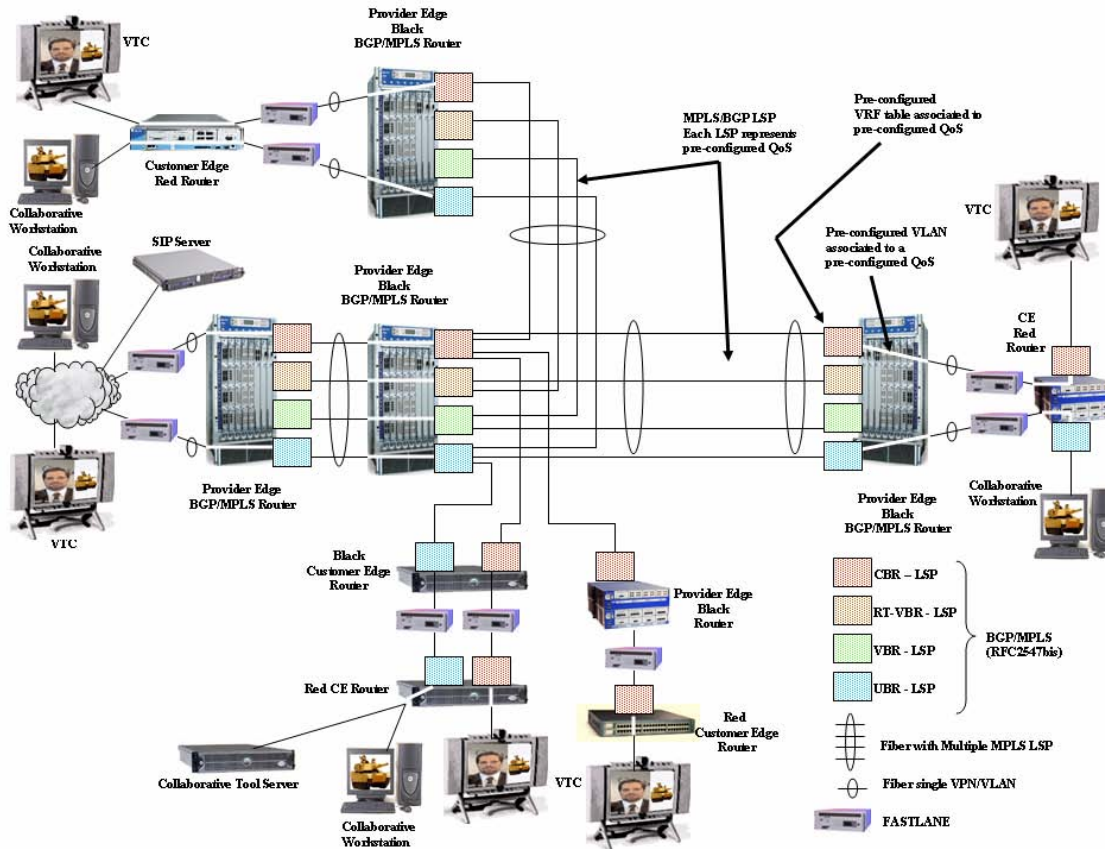 VTC
Provider Edge
Black
BGP/MPLS Router
Customer Edge
Red Router
Collaborative
Workstation
MPLS/BGP LSP
Each LSP represents
pre-configured QoS
Pre-configured
VRF table associated to
pre-configured QoS
VTC
Pre-configured VLAN
associated to a
pre-configured QoS
SIP Server
Collaborative
Workstation
Provider Edge
Black
BGP/MPLS Router
CE
Red
Router
VTC
Provider Edge
BGP/MPLS Router
Collaborative
Workstation
Provider Edge
Black
BGP/MPLS Router
Black
Customer Edge
Router
Provider Edge
Black
Router
Red CE Router
Red
Customer Edge
Router
Collaborative Tool Server
Collaborative
Workstation
VTC
CBR – LSP
RT-VBR - LSP
VBR - LSP
UBR - LSP
BGP/MPLS
(RFC2547bis)
Fiber with Multiple MPLS LSP
Fiber single VPN/VLAN
FASTLANE